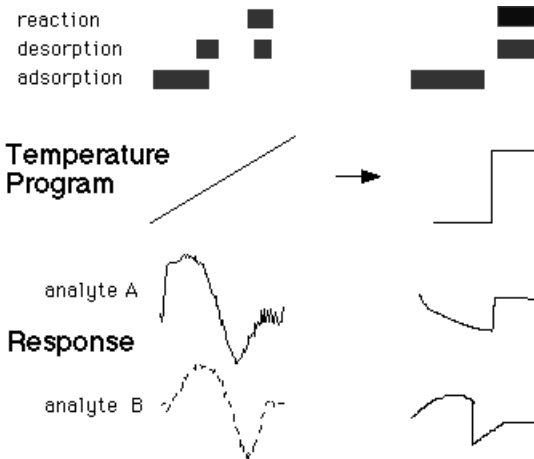 reaction
desorption
adsorption
Temperature
Program
analyte A
Response
analyte B